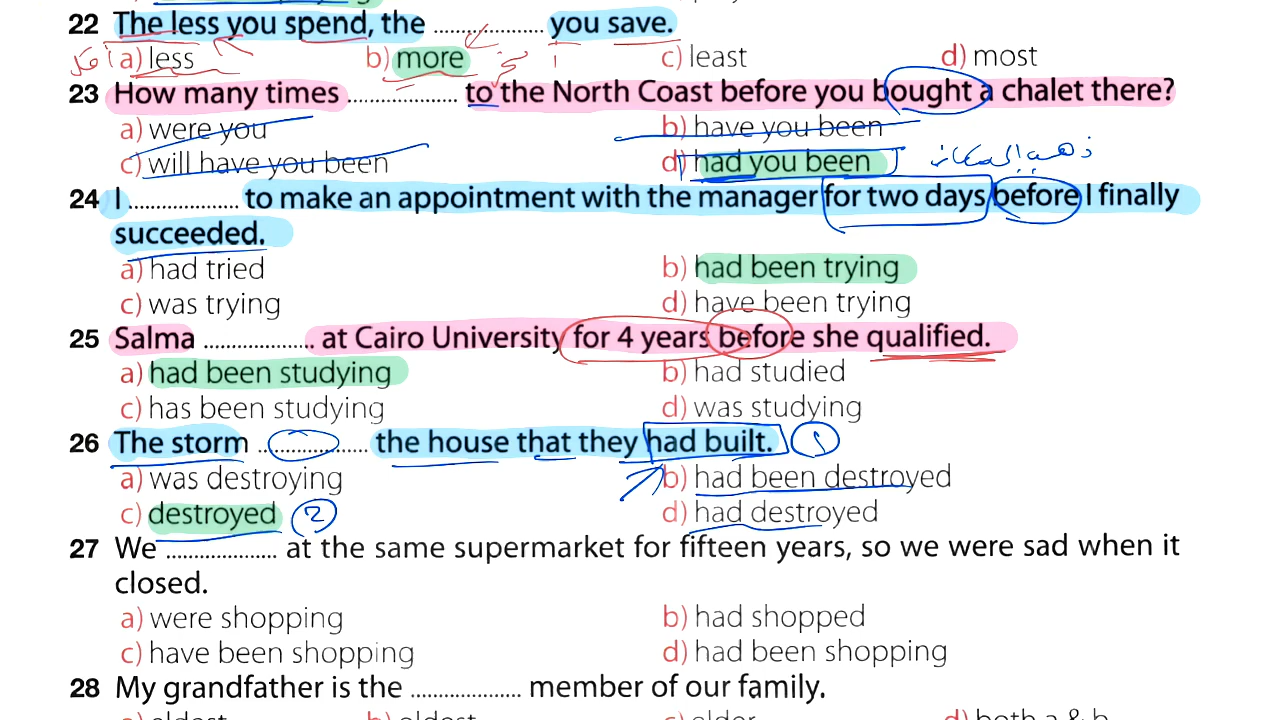 22 The less you spend, the .................... you save.
a) less b) more c) least d) most
23 How many times .................... to the North Coast before you bought a chalet there?
a) were you b) have you been
c) will have you been d) had you been
24 I .................... to make an appointment with the manager for two days before I finally
succeeded.
a) had tried b) had been trying
c) was trying d) have been trying
25 Salma .................... at Cairo University for 4 years before she qualified.
a) had been studying b) had studied
c) has been studying d) was studying
26 The storm .................... the house that they had built. 1
a) was destroying b) had been destroyed
c) destroyed 2 d) had destroyed
27 We .................... at the same supermarket for fifteen years, so we were sad when it
closed.
a) were shopping b) had shopped
c) have been shopping d) had been shopping
28 My grandfather is the .................... member of our family.